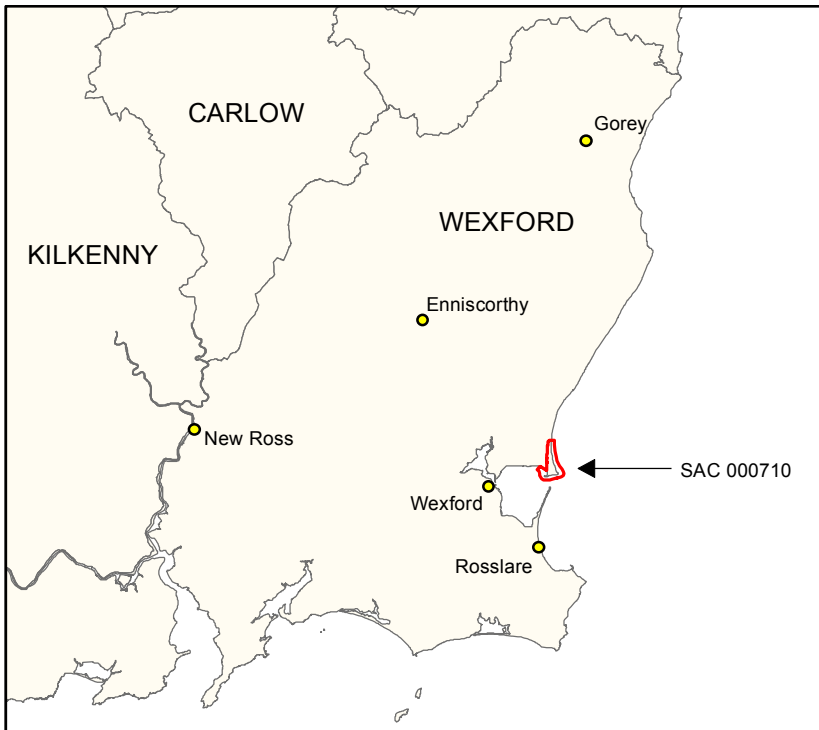 CARLOW
Gorey
WEXFORD
KILKENNY
Enniscorthy
New Ross
SAC 000710
Wexford
Rosslare